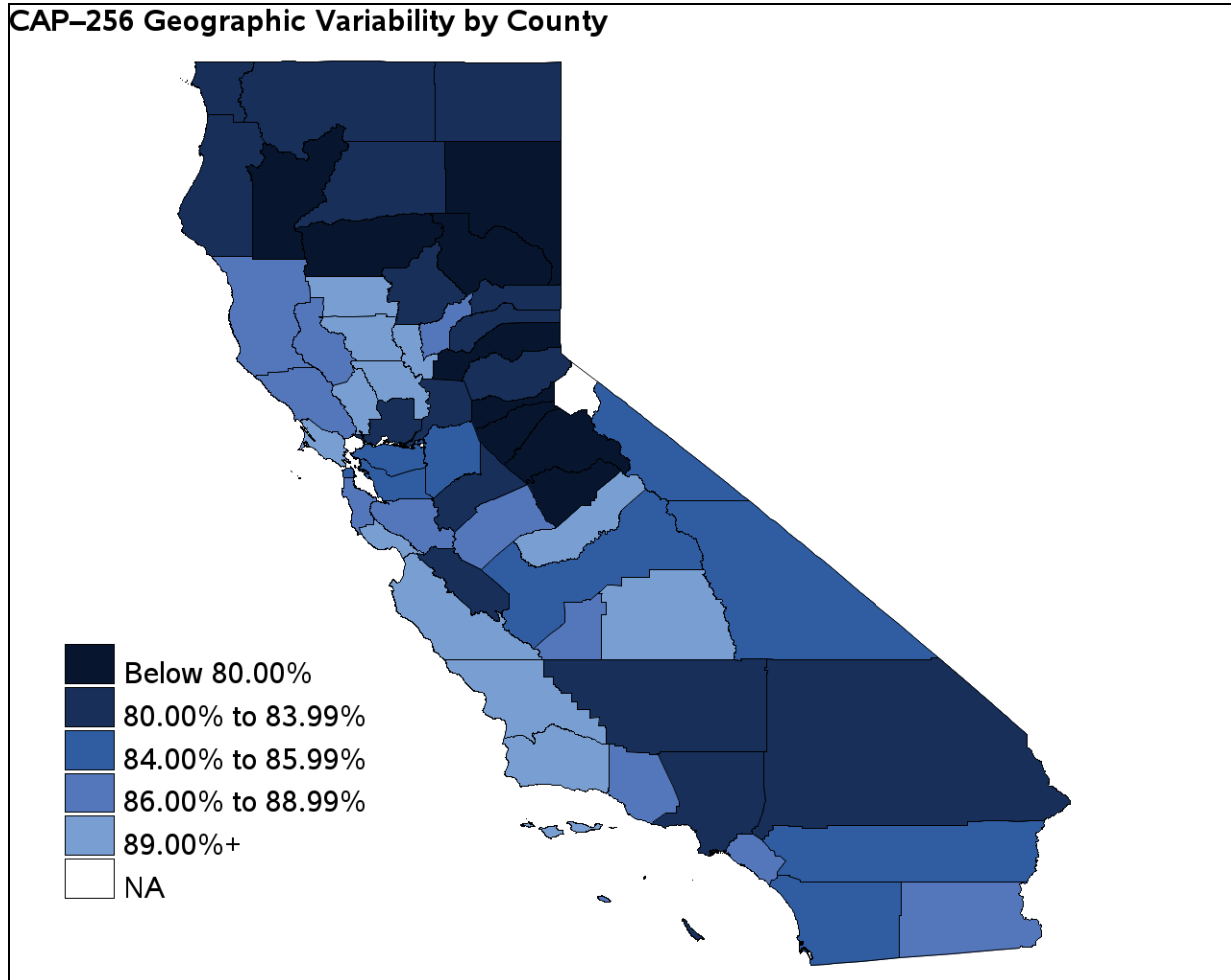 CAP–256 Geographic Variability by County
Below 80.00%
80.00% to 83.99%
84.00% to 85.99%
86.00% to 88.99%
89.00%+
NA